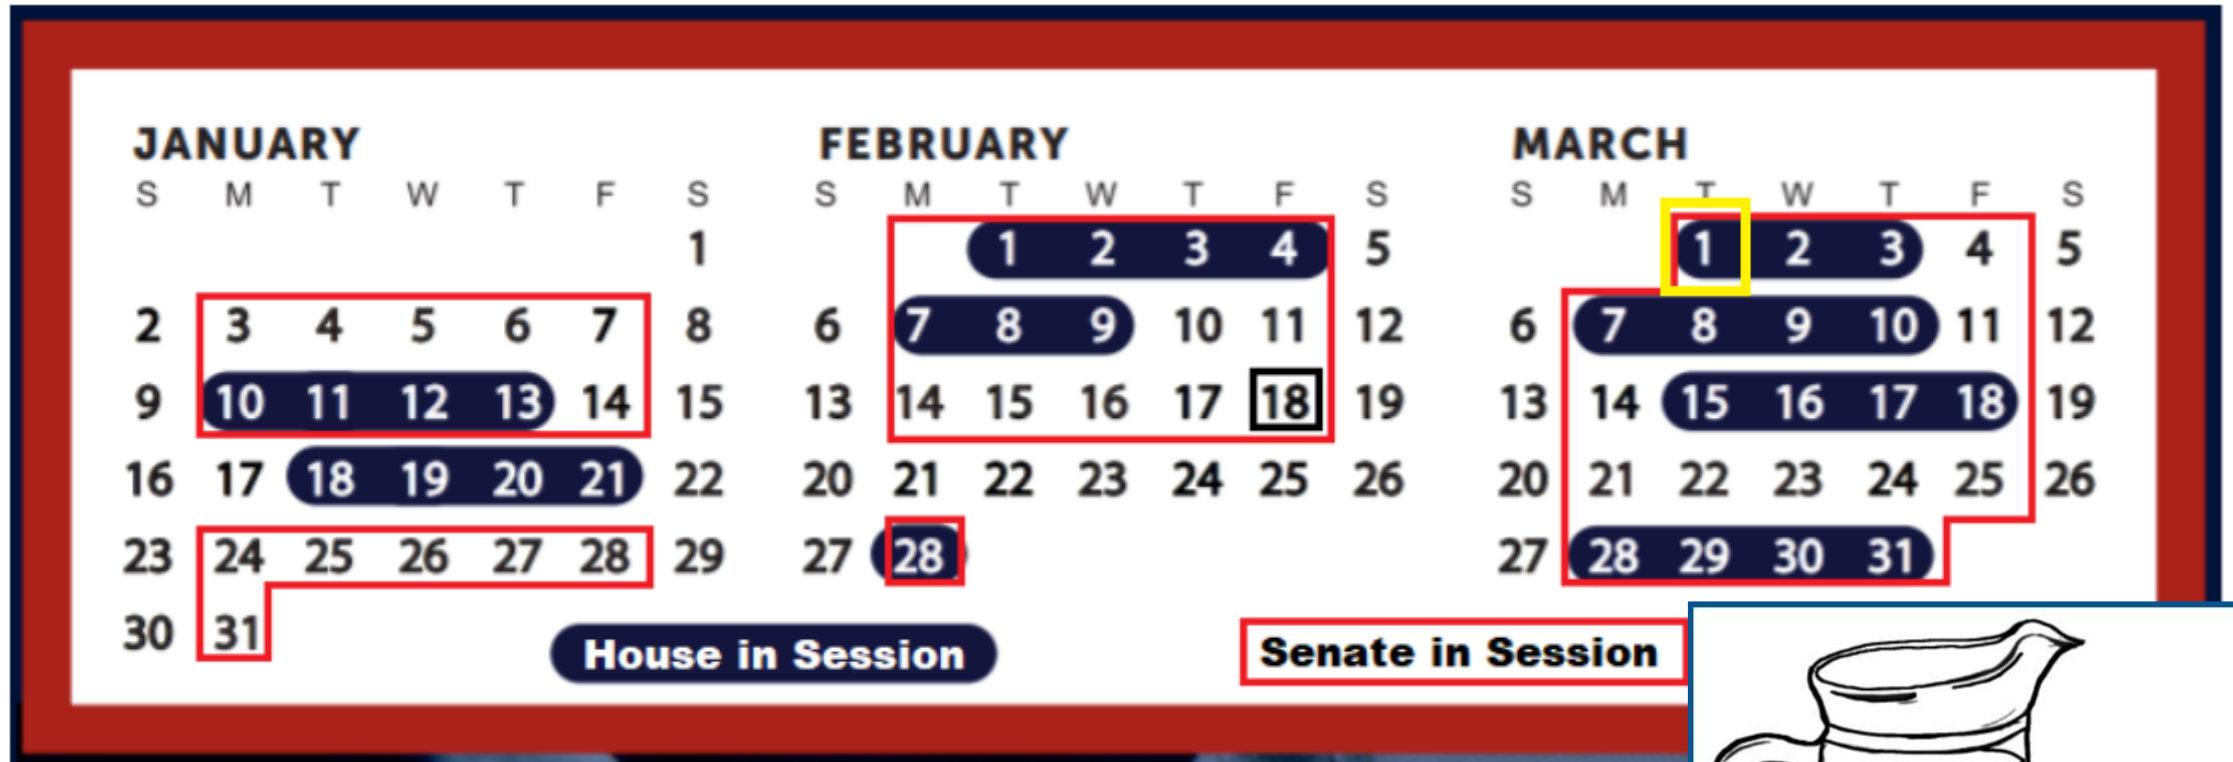 JANUARY FEBRUARY MARCH
S M T W T F S S M T W T F S S M T W T F S
1 1 2 3 4 5 1 2 3 4 5
2 3 4 5 6 7 8 6 7 8 9 10 11 12 6 7 8 9 10 11 12
9 10 11 12 13 14 15 13 14 15 16 17 18 19 13 14 15 16 17 18 19
16 17 18 19 20 21 22 20 21 22 23 24 25 26 20 21 22 23 24 25 26
23 24 25 26 27 28 29 27 28 27 28 29 30 31
30 31
House in Session Senate in Session